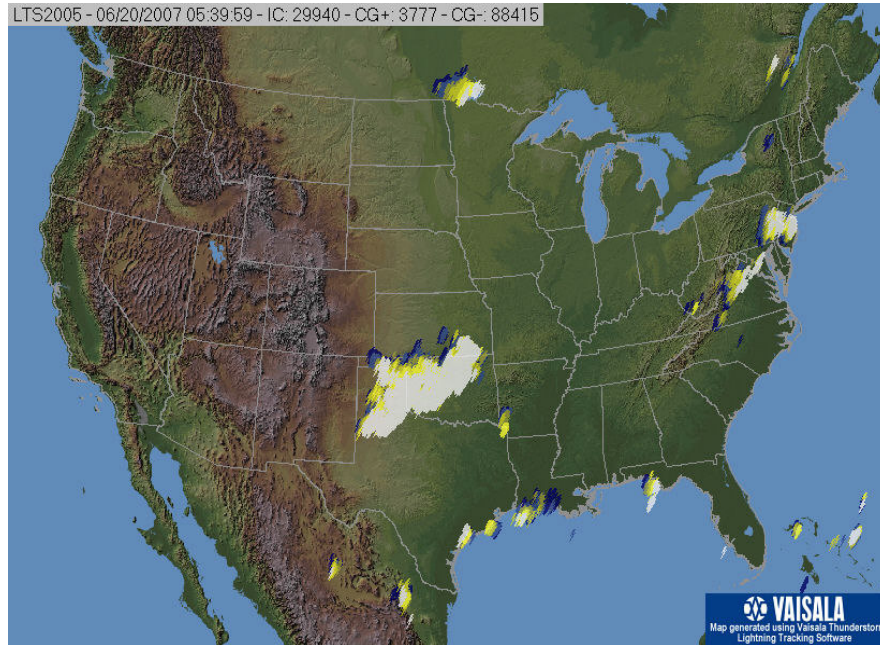 LTS2005 - 06/20/2007 05:39:59 - IC: 29940 - CG+: 3777 - CG-: 88415
VAISALA
Map generated using Vaisala Thunderstorm
Lightning Tracking Software